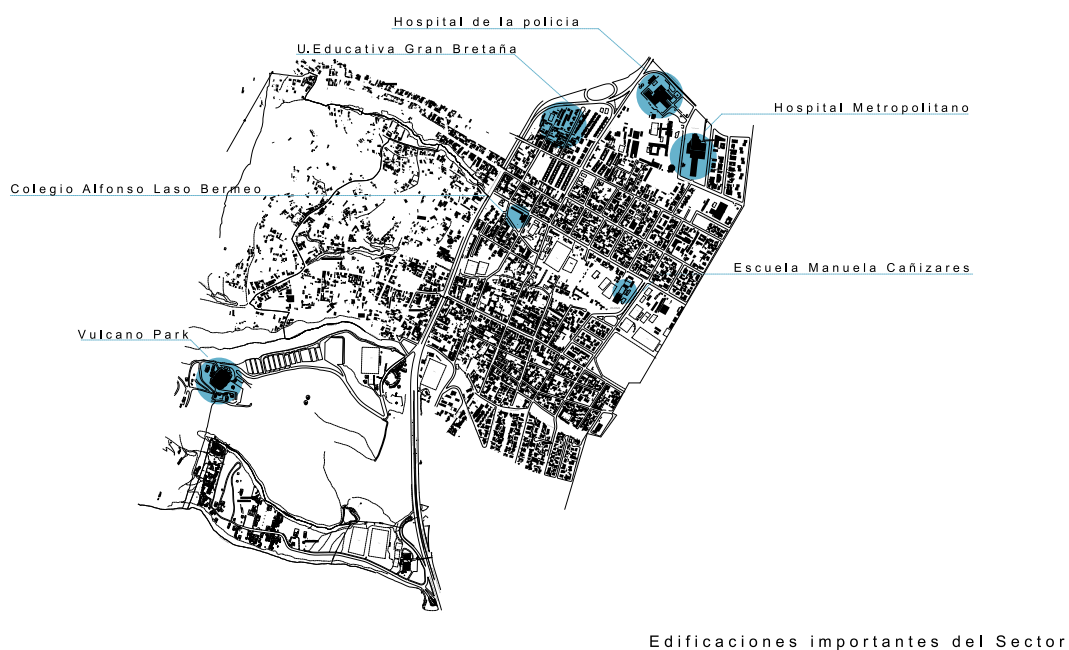 Hospital de la policia
U.Educativa Gran Bretaña
Hospital Metropolitano
Colegio Alfonso Laso Bermeo
Escuela Manuela Cañizares
Vulcano Park
Edificaciones importantes del Sector